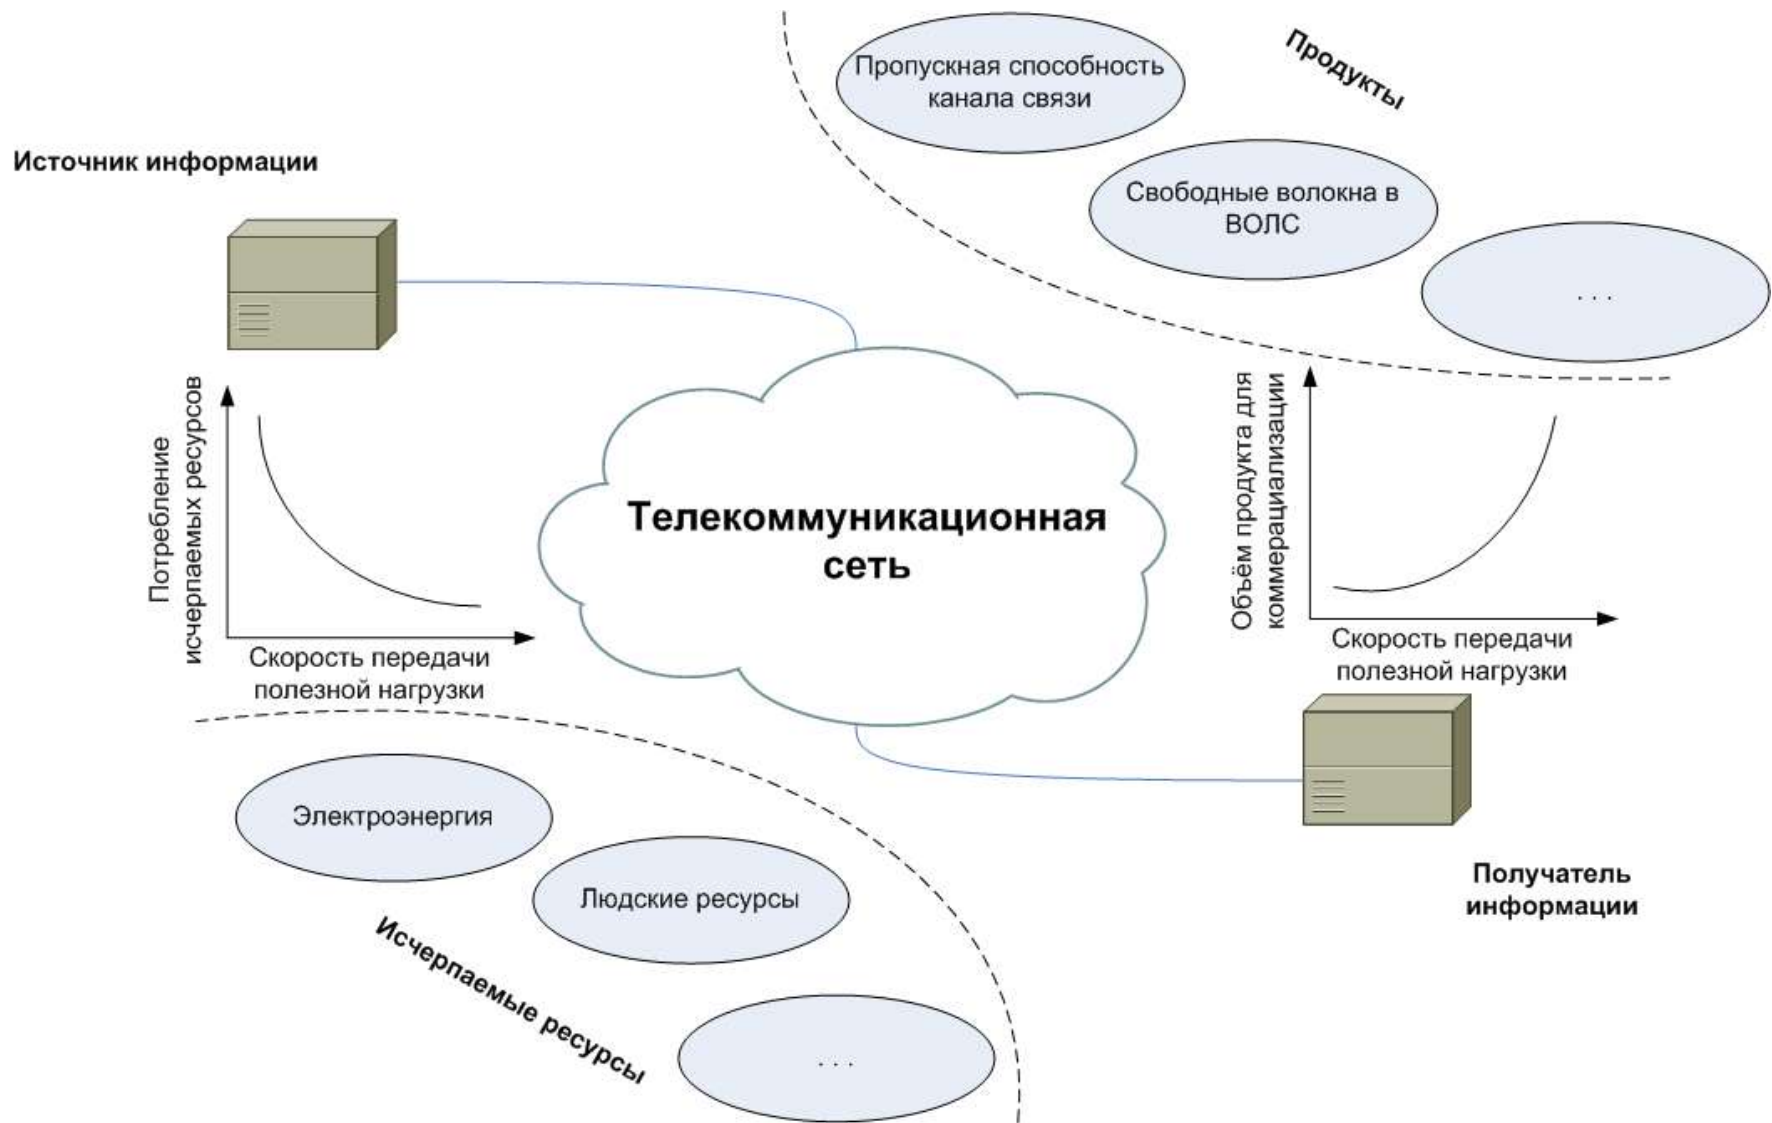 Продукты
Пропускная способность
канала связи
Источник информации
Свободные волокна в
ВОЛС
. . .
Потребление
исчерпаемых ресурсов
Скорость передачи
полезной нагрузки
Телекоммуникационная
сеть
Объём продукта для
коммерациализации
Скорость передачи
полезной нагрузки
Электроэнергия
Людские ресурсы
. . .
Исчерпаемые ресурсы
Получатель
информации